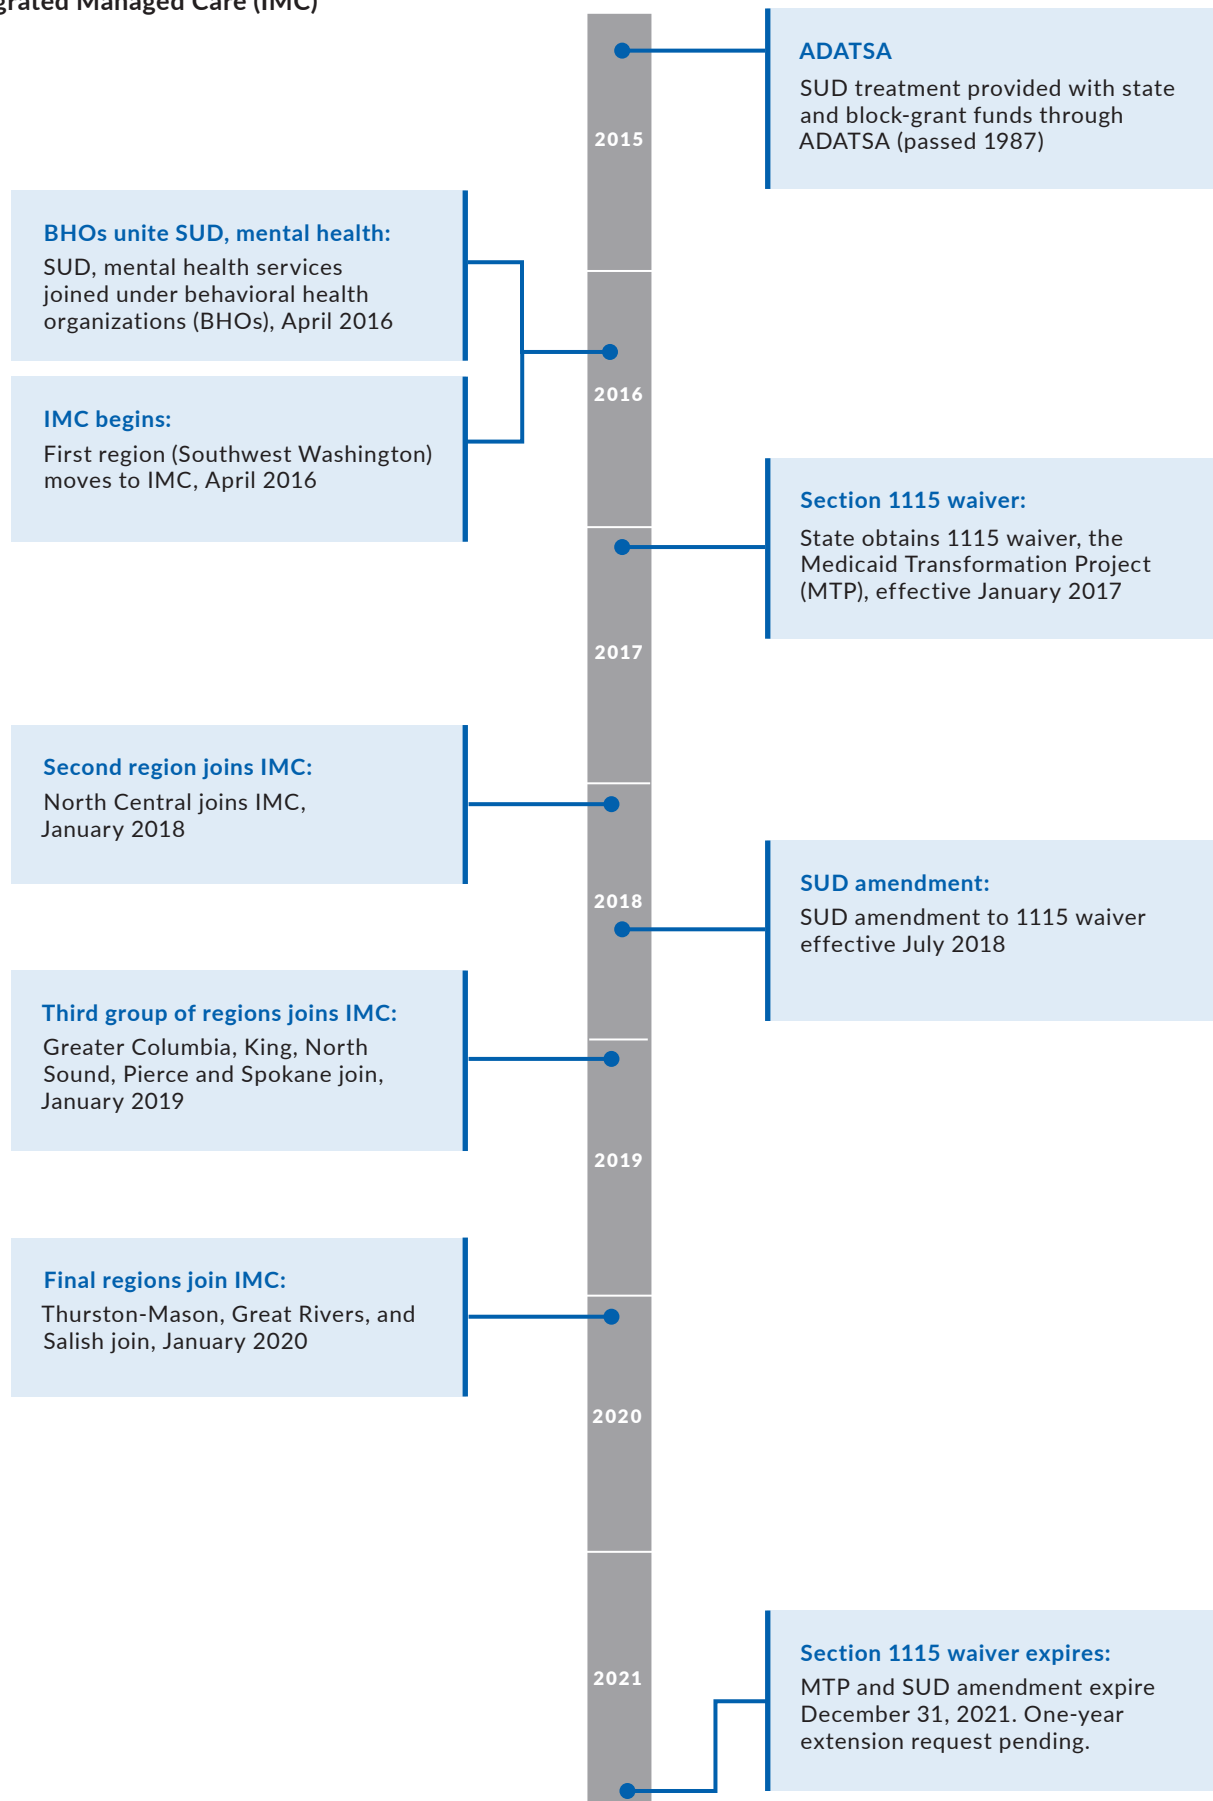 grated Managed Care (IMC)
ADATSA
SUD treatment provided with state
and block-grant funds through
ADATSA (passed 1987)
2015
BHOs unite SUD, mental health:
SUD, mental health services
joined under behavioral health
organizations (BHOs), April 2016
2016
IMC begins:
First region (Southwest Washington)
moves to IMC, April 2016
Section 1115 waiver:
State obtains 1115 waiver, the
Medicaid Transformation Project
(MTP), effective January 2017
2017
Second region joins IMC:
North Central joins IMC,
January 2018
2018
SUD amendment:
SUD amendment to 1115 waiver
effective July 2018
Third group of regions joins IMC:
Greater Columbia, King, North
Sound, Pierce and Spokane join,
January 2019
2019
Final regions join IMC:
Thurston-Mason, Great Rivers, and
Salish join, January 2020
2020
2021
Section 1115 waiver expires:
MTP and SUD amendment expire
December 31, 2021. One-year
extension request pending.